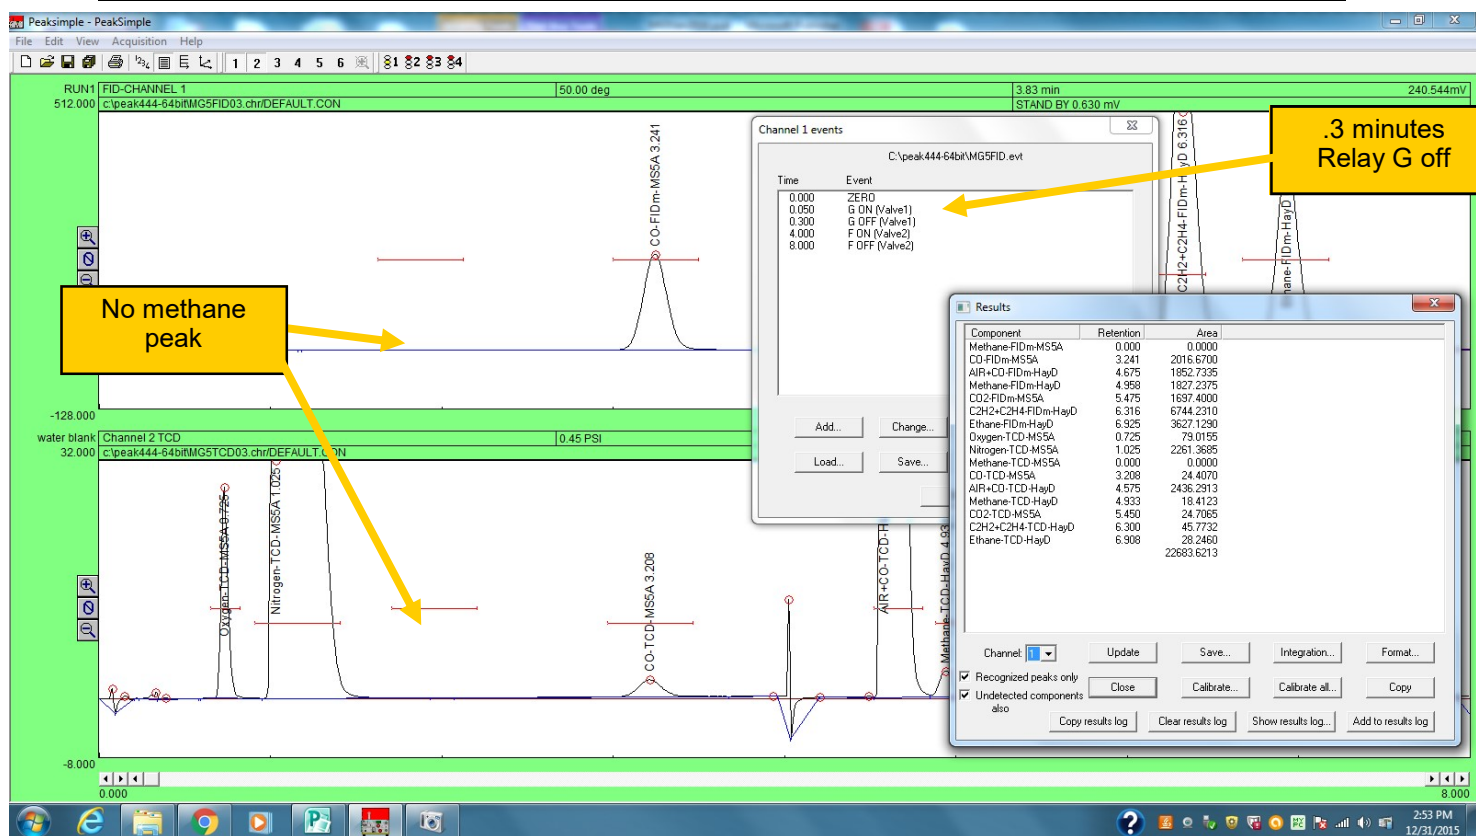 Peaksimple - PeakSimple
File Edit View Acquisition Help
1 2 3 4 5 6 81 82 83 84
RUN1 FID-CHANNEL 1 50.00 deg 3.83 min 240.544mV
512.000 c:\peak444-64bit\MG5FID03.chr/DEFAULT.CON STAND BY 0.630 mV
CO-FIDm-MS5A 3.241
.3 minutes
Relay G off
No methane
peak
-128.000
Channel 1 events
C:\peak444-64bit\MG5FID.evt
Time Event
0.000 ZERO
0.050 G ON (Valve1)
0.300 G OFF (Valve1)
4.000 F ON (Valve2)
8.000 F OFF (Valve2)
Add... Change...
Load... Save...
water blank Channel 2 TCD 0.45 PSI
32.000 c:\peak444-64bit\MG5TCD03.chr/DEFAULT.CON
Oxygen-TCD-MS5A 0.725
Nitrogen-TCD-MS5A 1.025
CO-TCD-MS5A 3.208
AIR+CO-TCD-H
Methane-TCD-HayD 4.93
-8.000
0.000 8.000
Results
Component Retention Area
Methane-FIDm-MS5A 0.000 0.0000
CO-FIDm-MS5A 3.241 2016.6700
AIR+CO-FIDm-HayD 4.675 1852.7335
Methane-FIDm-HayD 4.958 1827.2375
CO2-FIDm-MS5A 5.475 1697.4000
C2H2+C2H4-FIDm-HayD 6.316 6744.2310
Ethane-FIDm-HayD 6.925 3627.1290
Oxygen-TCD-MS5A 0.725 79.0155
Nitrogen-TCD-MS5A 1.025 2261.3685
Methane-TCD-MS5A 0.000 0.0000
CO-TCD-MS5A 3.208 24.4070
AIR+CO-TCD-HayD 4.575 2436.2913
Methane-TCD-HayD 4.933 18.4123
CO2-TCD-MS5A 5.450 24.7065
C2H2+C2H4-TCD-HayD 6.300 45.7732
Ethane-TCD-HayD 6.908 28.2460
22683.6213
Channel: 1 Update Save... Integration... Format...
Recognized peaks only
Undetected components
also
Close Calibrate... Calibrate all... Copy
Copy results log Clear results log Show results log... Add to results log
2:53 PM
12/31/2015